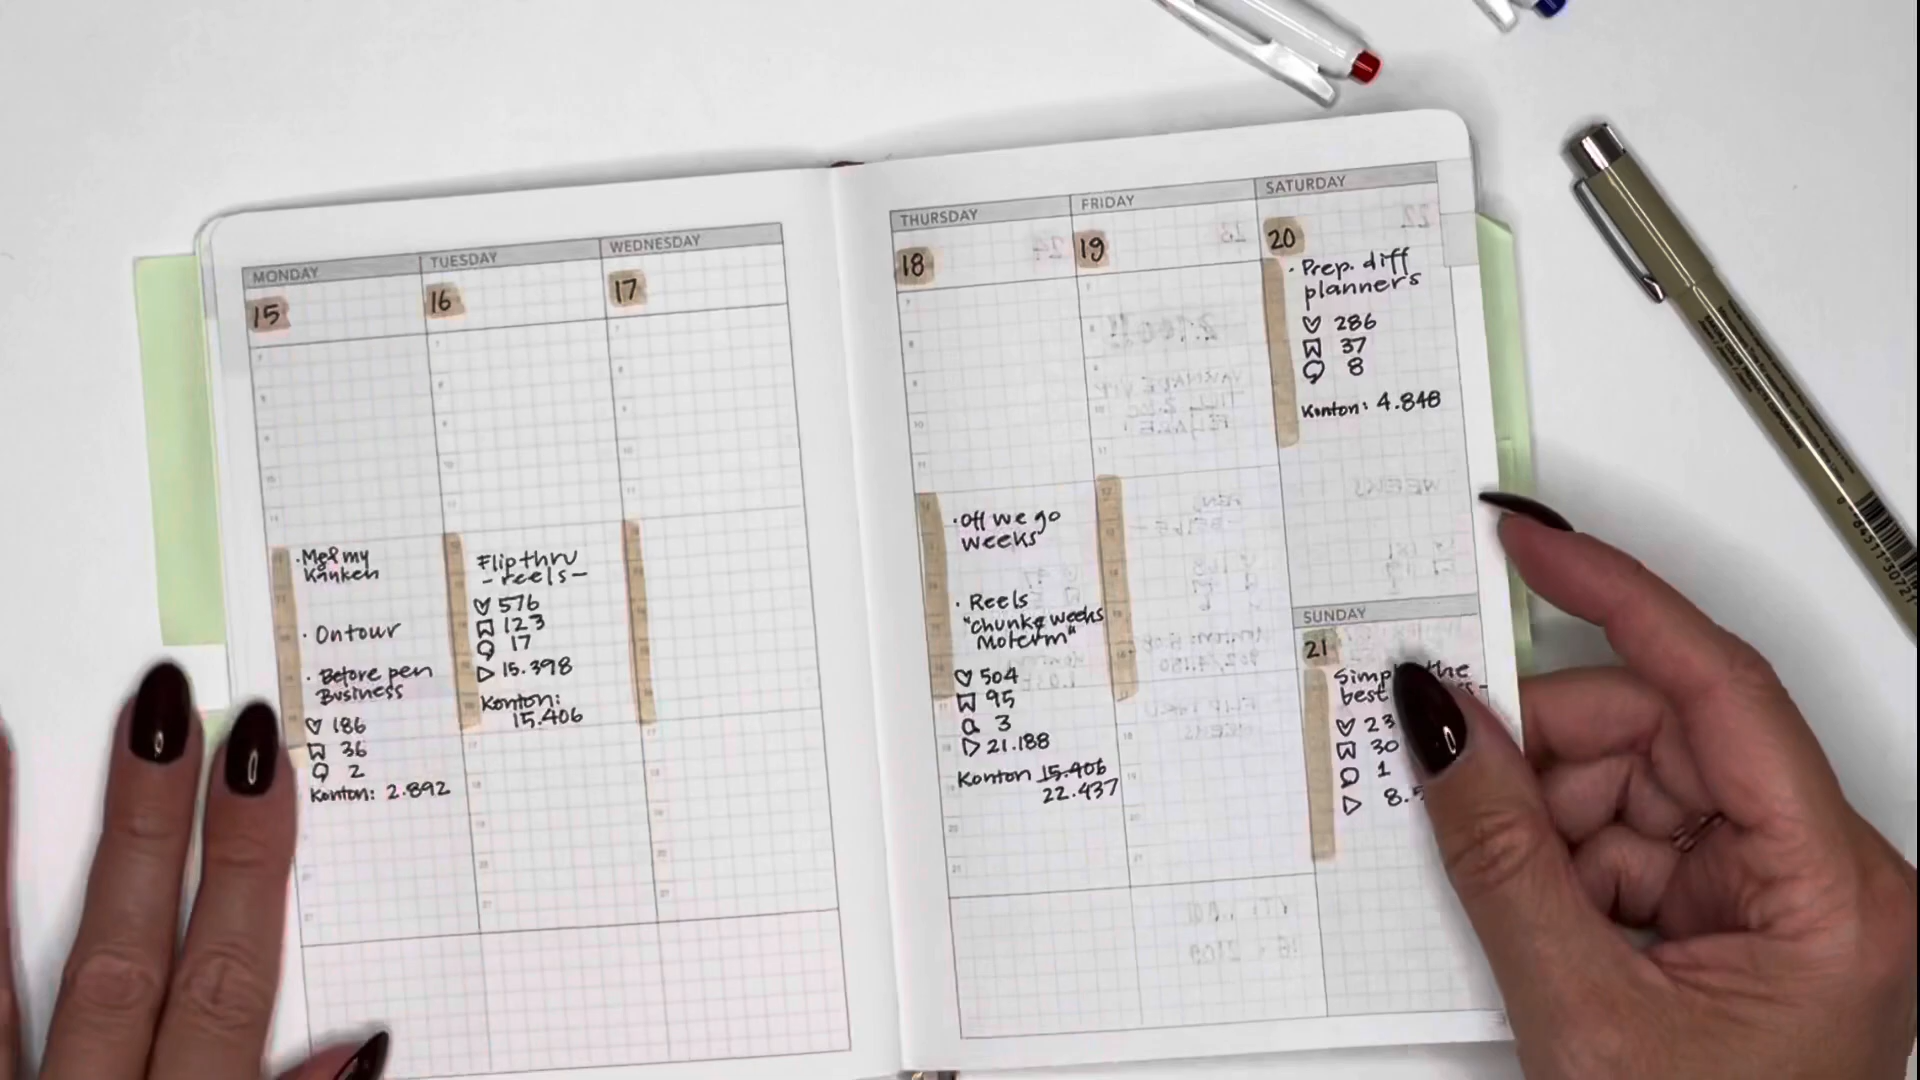 MONDAY
15
·Me & my
Kånken
· Ontour
· Before pen
Business
186
36
2
Konton: 2.892
TUESDAY
16
Flip thru
- reels -
576
123
17
15.398
Konton:
15.406
WEDNESDAY
17
THURSDAY
18
·Off we go
weeks
· Reels
"chunky weeks
Moterm"
504
95
3
21.188
Konton 15.406
22.437
FRIDAY
19
SATURDAY
20
· Prep. diff
planners
286
37
8
Konton: 4.848
SUNDAY
21
the
best
30
1